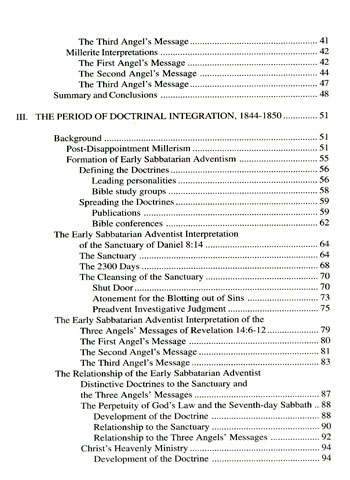 The Third Angel's Message ..... 41
Millerite Interpretations ..... 42
The First Angel's Message ..... 42
The Second Angel's Message ..... 44
The Third Angel's Message ..... 47
Summary and Conclusions ..... 48
III. THE PERIOD OF DOCTRINAL INTEGRATION, 1844-1850 ..... 51
Background ..... 51
Post-Disappointment Millerism ..... 51
Formation of Early Sabbatarian Adventism ..... 55
Defining the Doctrines ..... 56
Leading personalities ..... 56
Bible study groups ..... 58
Spreading the Doctrines ..... 59
Publications ..... 59
Bible conferences ..... 62
The Early Sabbatarian Adventist Interpretation
of the Sanctuary of Daniel 8:14 ..... 64
The Sanctuary ..... 64
The 2300 Days ..... 68
The Cleansing of the Sanctuary ..... 70
Shut Door ..... 70
Atonement for the Blotting out of Sins ..... 73
Preadvent Investigative Judgment ..... 75
The Early Sabbatarian Adventist Interpretation of the
Three Angels' Messages of Revelation 14:6-12 ..... 79
The First Angel's Message ..... 80
The Second Angel's Message ..... 81
The Third Angel's Message ..... 83
The Relationship of the Early Sabbatarian Adventist
Distinctive Doctrines to the Sanctuary and
the Three Angels' Messages ..... 87
The Perpetuity of God's Law and the Seventh-day Sabbath .. 88
Development of the Doctrine ..... 88
Relationship to the Sanctuary ..... 90
Relationship to the Three Angels' Messages ..... 92
Christ's Heavenly Ministry ..... 94
Development of the Doctrine ..... 94